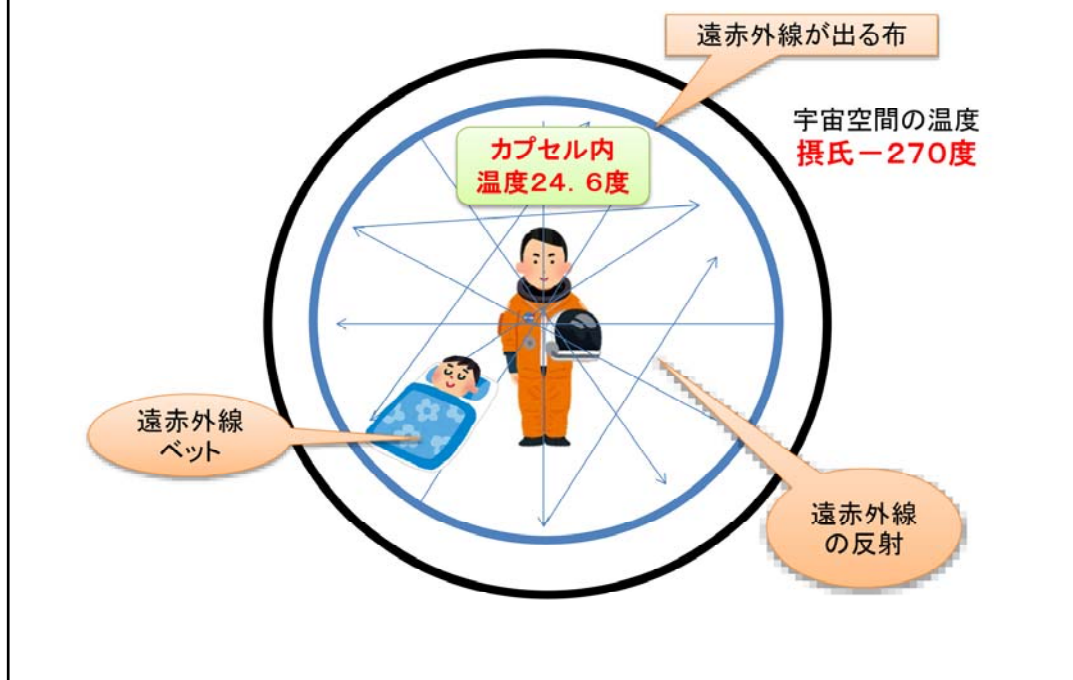 遠赤外線が出る布
宇宙空間の温度
摂氏－270度
カプセル内
温度24．6度
遠赤外線
ベット
遠赤外線
の反射